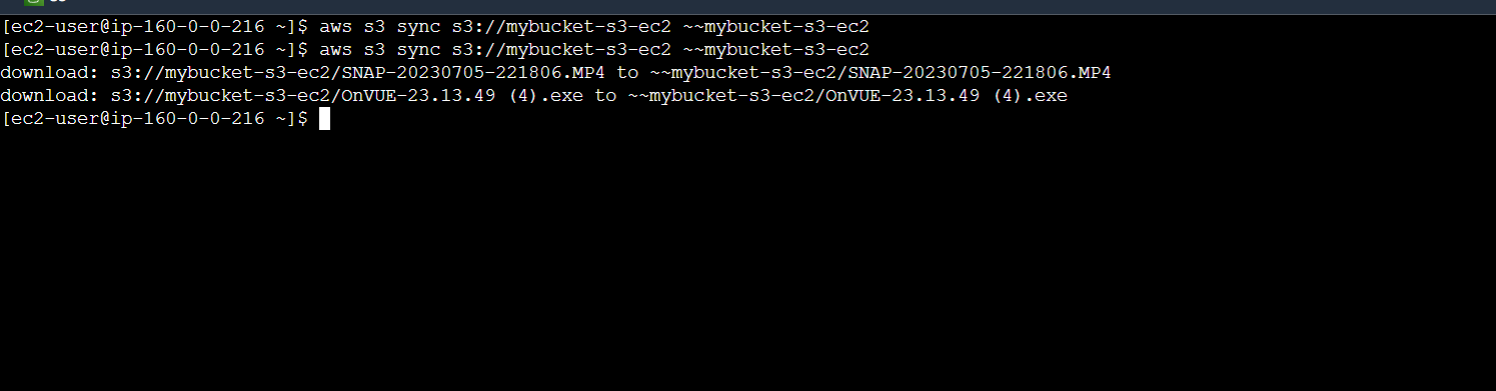 [ec2-user@ip-160-0-0-216 ~]$ aws s3 sync s3://mybucket-s3-ec2 ~~mybucket-s3-ec2
[ec2-user@ip-160-0-0-216 ~]$ aws s3 sync s3://mybucket-s3-ec2 ~~mybucket-s3-ec2
download: s3://mybucket-s3-ec2/SNAP-20230705-221806.MP4 to ~~mybucket-s3-ec2/SNAP-20230705-221806.MP4
download: s3://mybucket-s3-ec2/OnVUE-23.13.49 (4).exe to ~~mybucket-s3-ec2/OnVUE-23.13.49 (4).exe
[ec2-user@ip-160-0-0-216 ~]$